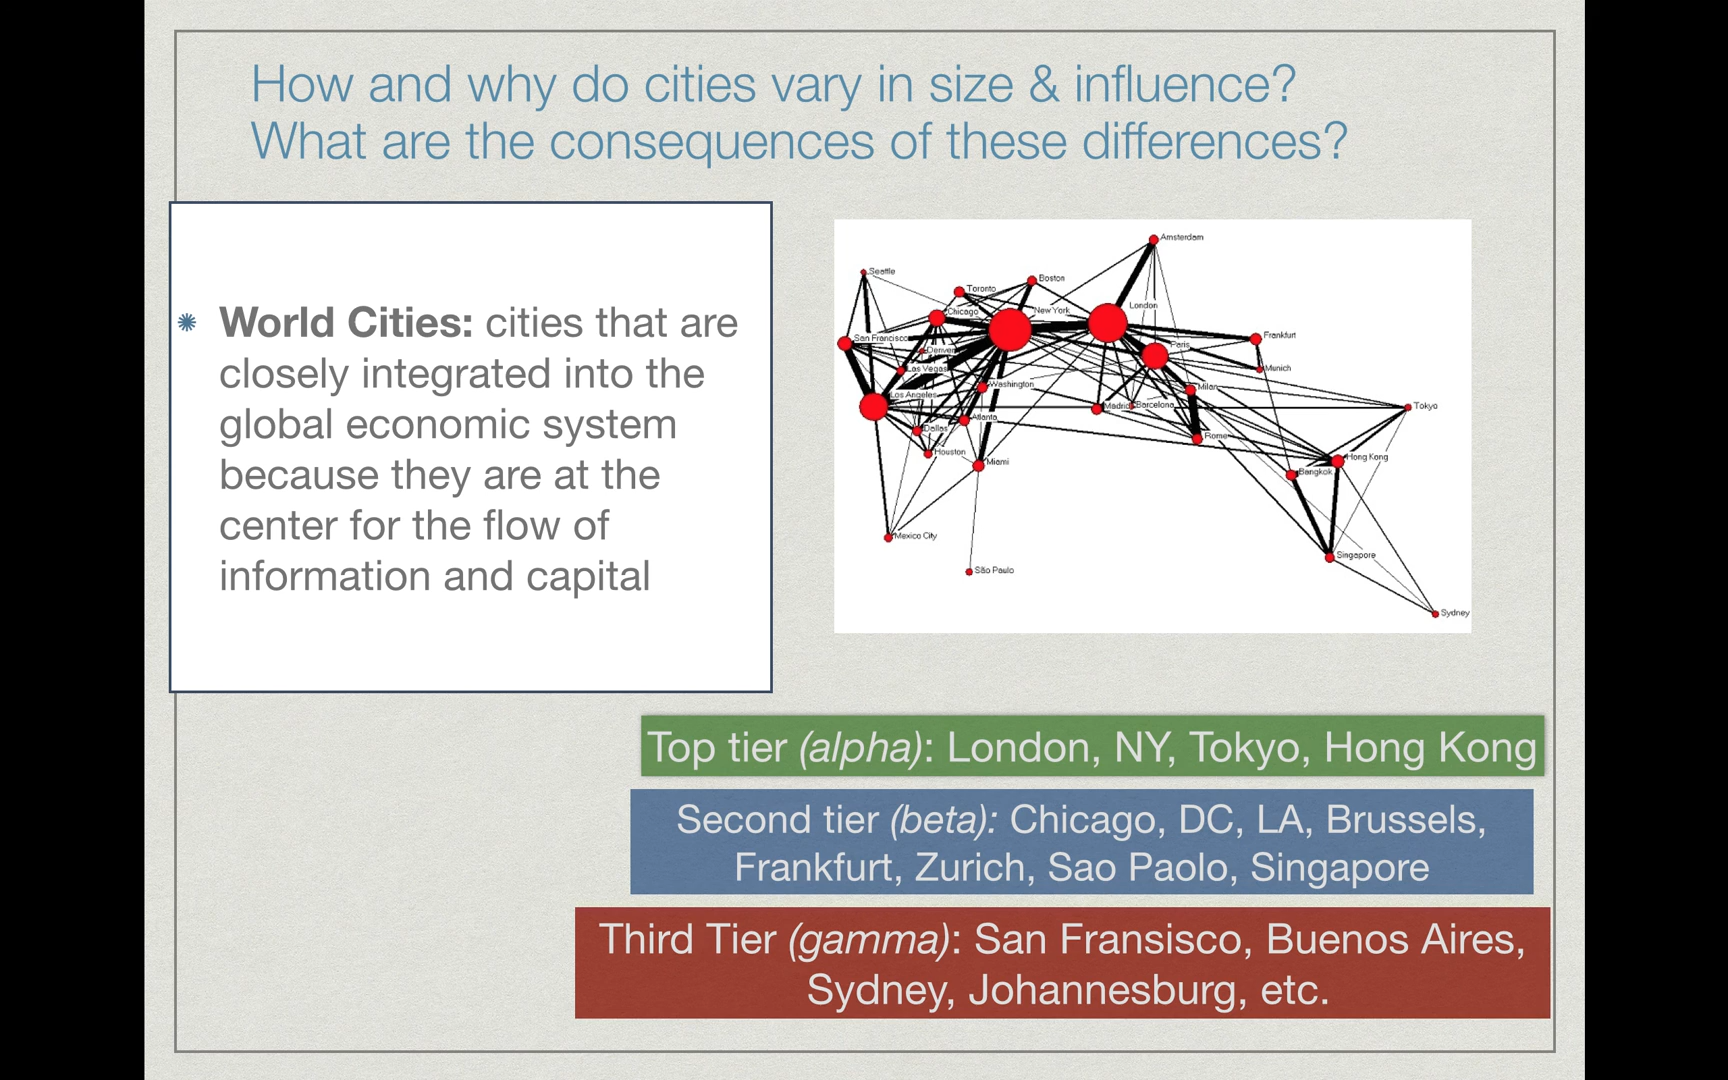 How and why do cities vary in size & influence?
What are the consequences of these differences?
World Cities: cities that are
closely integrated into the
global economic system
because they are at the
center for the flow of
information and capital
Amsterdam
Seattle
Boston
Toronto
London
New York
Chicago
Frankfurt
San Francisco
Paris
Denver
Las Vegas
Munich
Washington
Milan
Los Angeles
Madrid
Barcelona
Tokyo
Atlanta
Dallas
Rome
Houston
Hong Kong
Miami
Bangkok
Mexico City
Singapore
São Paulo
Sydney
Top tier (alpha): London, NY, Tokyo, Hong Kong
Second tier (beta): Chicago, DC, LA, Brussels,
Frankfurt, Zurich, Sao Paolo, Singapore
Third Tier (gamma): San Fransisco, Buenos Aires,
Sydney, Johannesburg, etc.